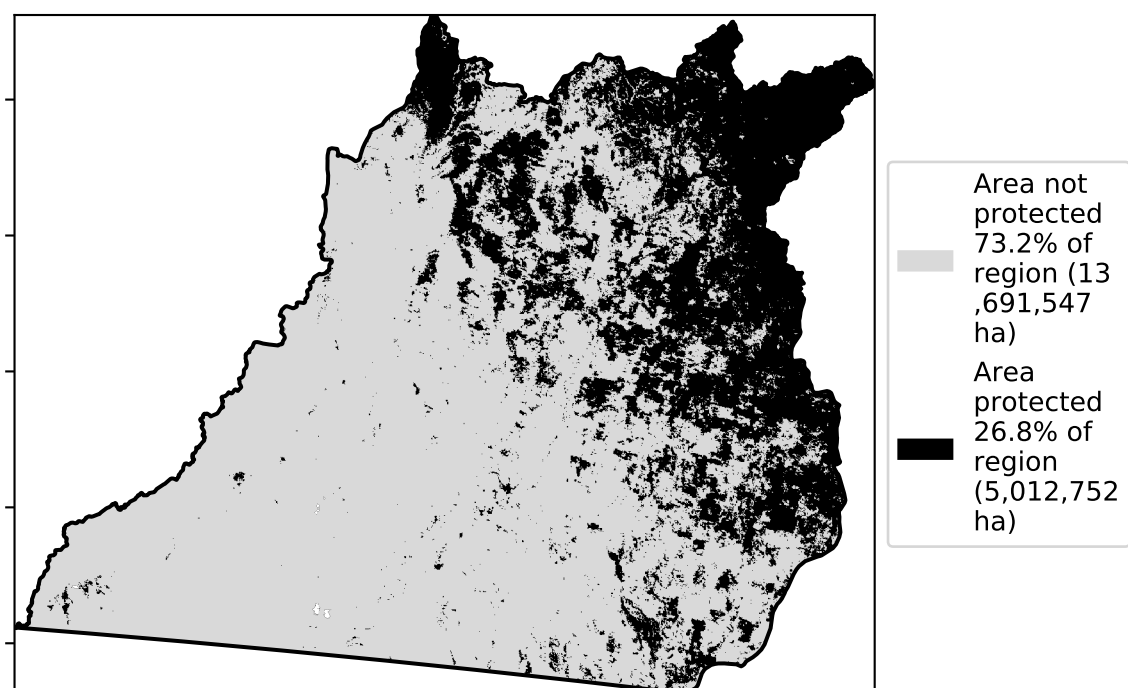 Area not
protected
73.2% of
region (13
,691,547
ha)
Area
protected
26.8% of
region
(5,012,752
ha)